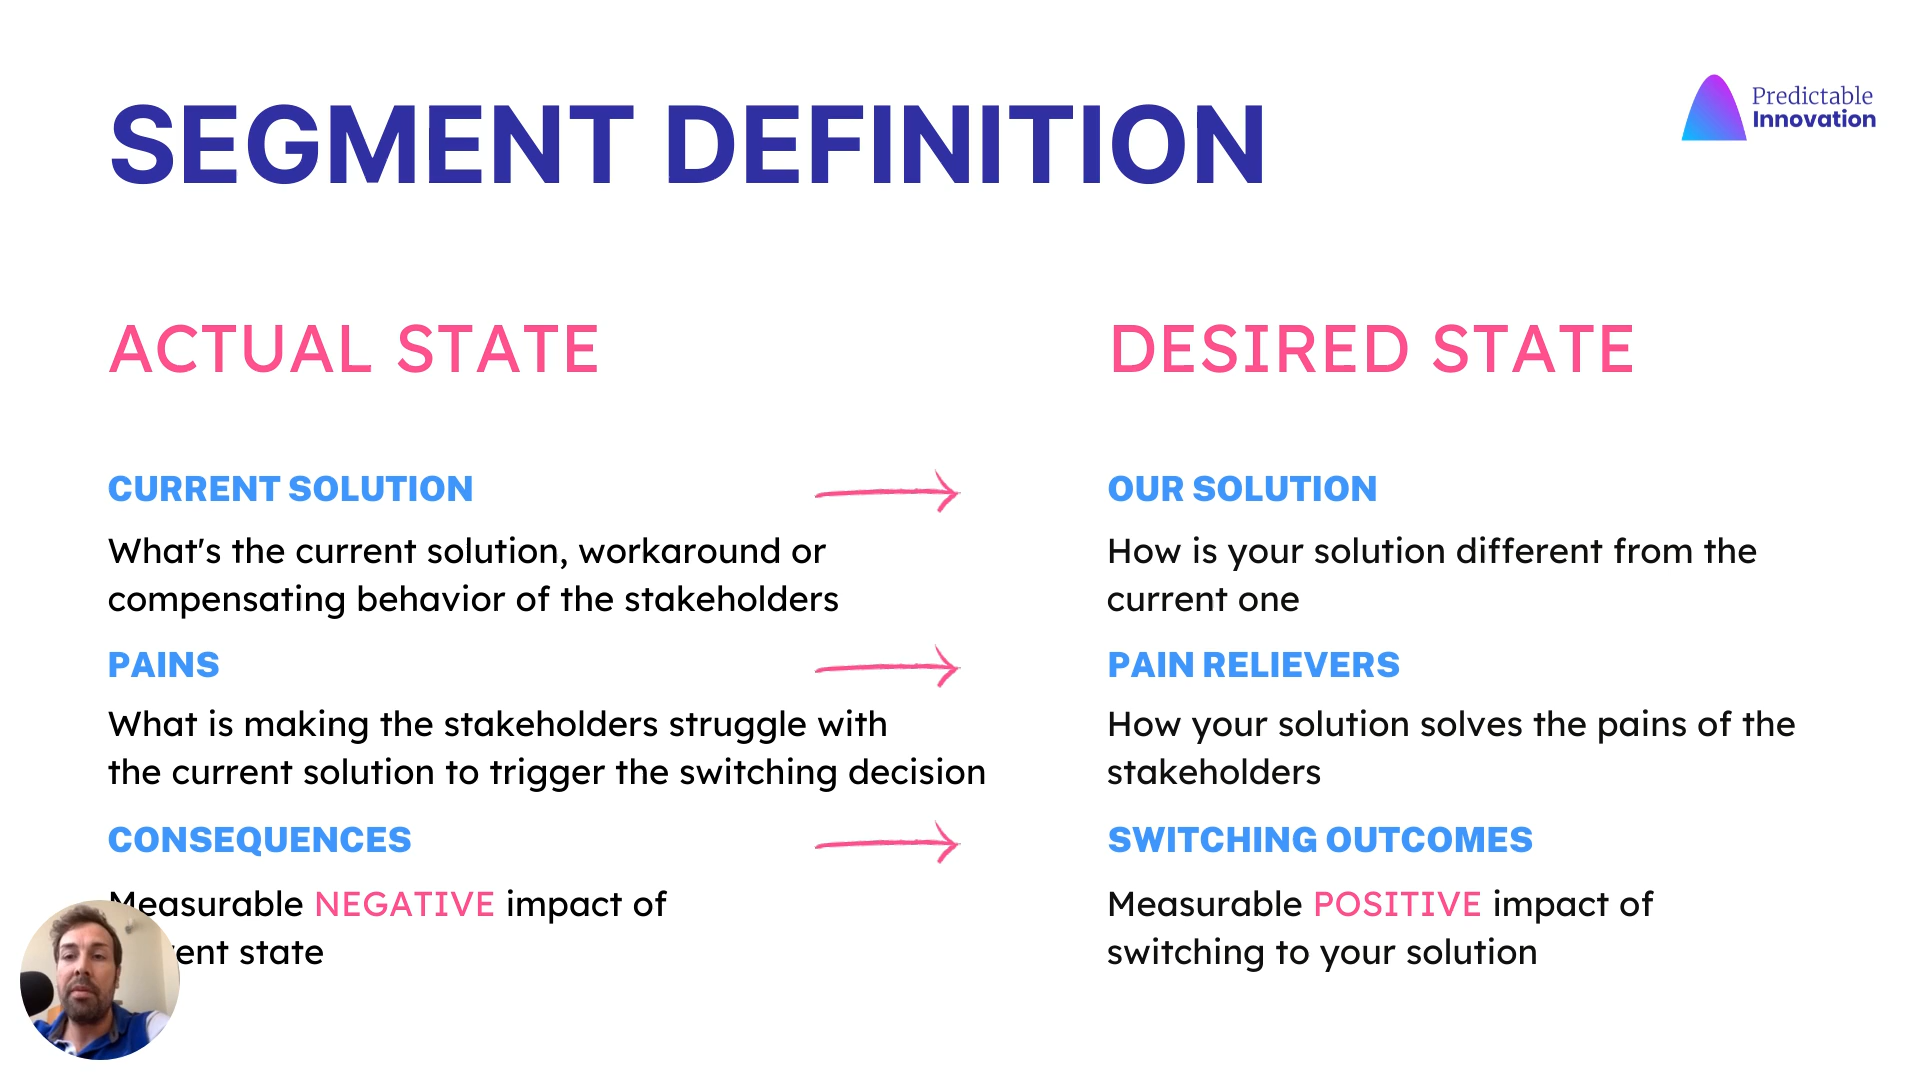 SEGMENT DEFINITION
Predictable
Innovation
ACTUAL STATE
CURRENT SOLUTION
What's the current solution, workaround or
compensating behavior of the stakeholders
PAINS
What is making the stakeholders struggle with
the current solution to trigger the switching decision
CONSEQUENCES
Measurable NEGATIVE impact of
state
DESIRED STATE
OUR SOLUTION
How is your solution different from the
current one
PAIN RELIEVERS
How your solution solves the pains of the
stakeholders
SWITCHING OUTCOMES
Measurable POSITIVE impact of
switching to your solution